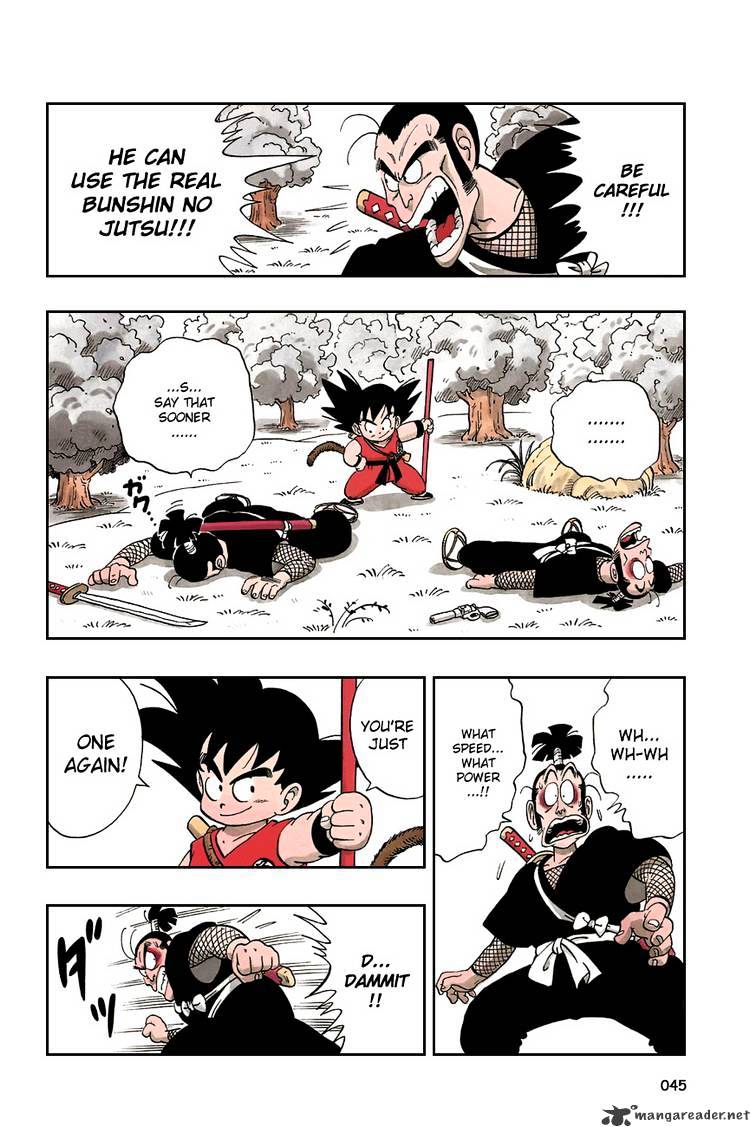 BE
CAREFUL
!!!
HE CAN
USE THE REAL
BUNSHIN NO
JUTSU!!!
........
........
...S...
SAY THAT
SOONER
......
ガク...
WH...
WH-WH
.....
WHAT
SPEED...
WHAT
POWER
...!!
YOU'RE
JUST
ONE
AGAIN!
D...
DAMMIT
!!
ダッ
045
mangareader.net